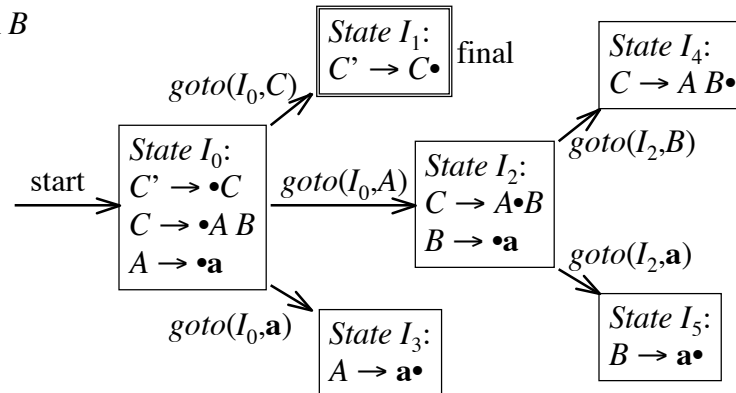 B
State I₁:
C’ → C•
final
State I₄:
C → A B•
goto(I₀,C)
goto(I₂,B)
start
State I₀:
C’ → •C
C → •A B
A → •a
goto(I₀,A)
State I₂:
C → A•B
B → •a
goto(I₂,a)
goto(I₀,a)
State I₃:
A → a•
State I₅:
B → a•